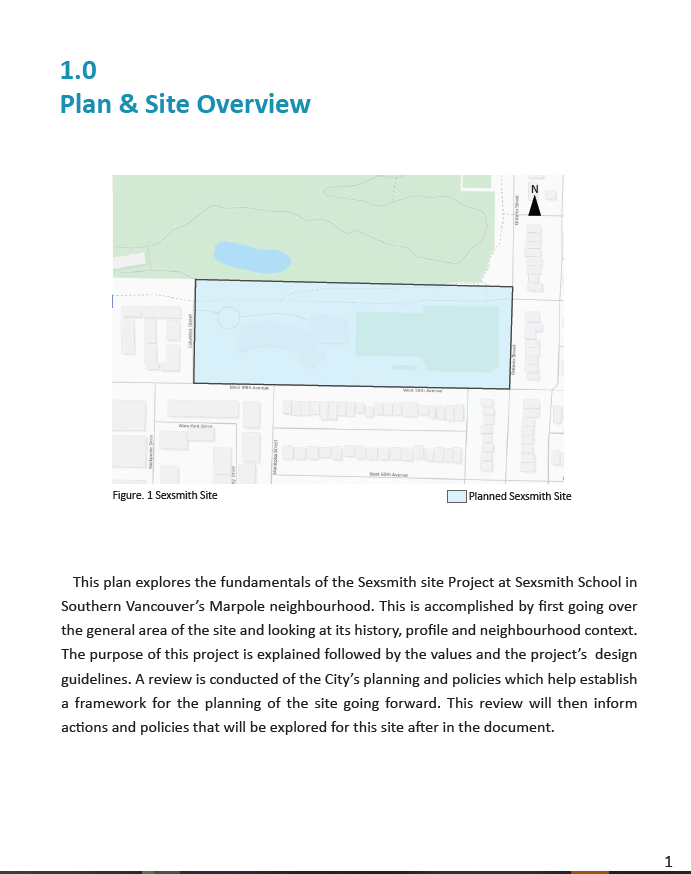 1.0
Plan & Site Overview
N
Ontario Street
Columbia Street
Ontario Street
West 59th Avenue
West 59th Avenue
Waterford Drive
Manitoba Street
West 60th Avenue
Figure. 1 Sexsmith Site
Planned Sexsmith Site
This plan explores the fundamentals of the Sexsmith site Project at Sexsmith School in
Southern Vancouver’s Marpole neighbourhood. This is accomplished by first going over
the general area of the site and looking at its history, profile and neighbourhood context.
The purpose of this project is explained followed by the values and the project’s design
guidelines. A review is conducted of the City’s planning and policies which help establish
a framework for the planning of the site going forward. This review will then inform
actions and policies that will be explored for this site after in the document.
1